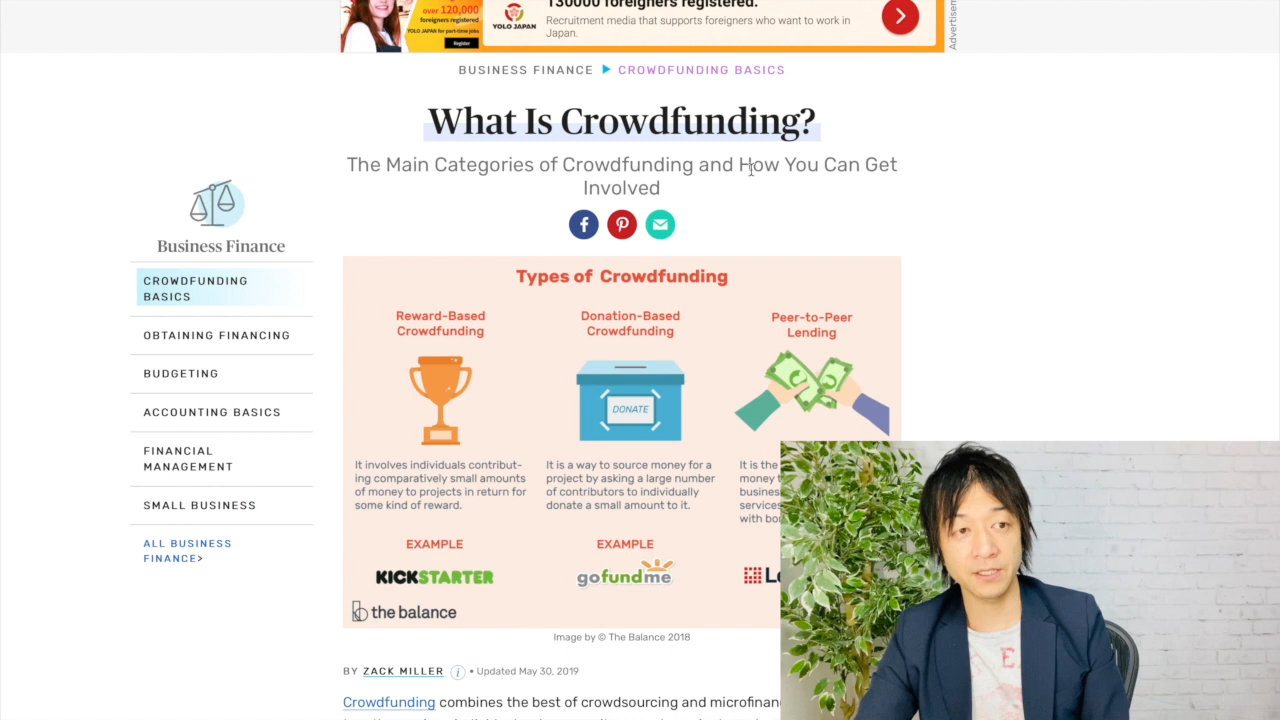 over 120,000
foreigners registered
YOLO JAPAN for part-time jobs
Register
YOLO JAPAN
130000 foreigners registered.
Recruitment media that supports foreigners who want to work in
Japan.
BUSINESS FINANCE ▶ CROWDFUNDING BASICS
What Is Crowdfunding?
The Main Categories of Crowdfunding and How You Can Get
Involved
Business Finance
CROWDFUNDING
BASICS
OBTAINING FINANCING
BUDGETING
ACCOUNTING BASICS
FINANCIAL
MANAGEMENT
SMALL BUSINESS
ALL BUSINESS
FINANCE>
Types of Crowdfunding
Reward-Based
Crowdfunding
It involves individuals contribut-
ing comparatively small amounts
of money to projects in return for
some kind of reward.
EXAMPLE
KICKSTARTER
Donation-Based
Crowdfunding
DONATE
It is a way to source money for a
project by asking a large number
of contributors to individually
donate a small amount to it.
EXAMPLE
gofundme
Peer-to-Peer
Lending
It is the
money t
busines
services
with bo
the balance
Image by © The Balance 2018
BY ZACK MILLER • Updated May 30, 2019
Crowdfunding combines the best of crowdsourcing and microfinan